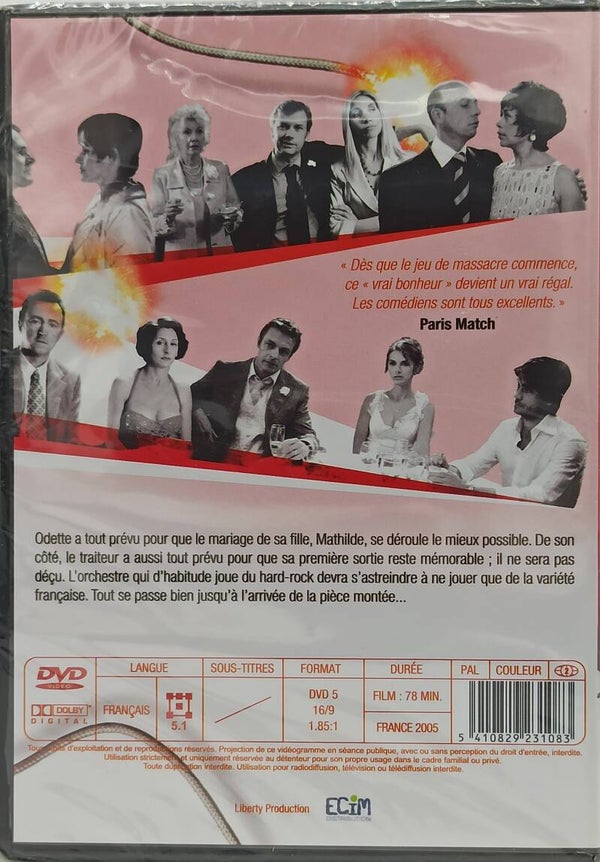 « Dès que le jeu de massacre commence,
ce « vrai bonheur » devient un vrai régal.
Les comédiens sont tous excellents. »
Paris Match
Odette a tout prévu pour que le mariage de sa fille, Mathilde, se déroule le mieux possible. De son
côté, le traiteur a aussi tout prévu pour que sa première sortie reste mémorable ; il ne sera pas
déçu. L'orchestre qui d'habitude joue du hard-rock devra s'astreindre à ne jouer que de la variété
française. Tout se passe bien jusqu'à l'arrivée de la pièce montée...
LANGUE SOUS-TITRES FORMAT DURÉE PAL COULEUR 2
DVD
VIDEO
DOLBY
DIGITAL
FRANÇAIS
5.1
DVD 5
16/9
1.85:1
FILM : 78 MIN.
FRANCE 2005
5 410829 231083
Tous droits d'exploitation et de reproductions réservés. Projection de ce vidéogramme en séance publique, avec ou sans perception du droit d'entrée, interdite.
Utilisation strictement et uniquement réservée au détenteur pour son propre usage dans le cadre familial ou privé.
Toute duplication interdite. Utilisation pour radiodiffusion, télévision ou télédiffusion interdite.
Liberty Production
ECiM
DISTRIBUTION